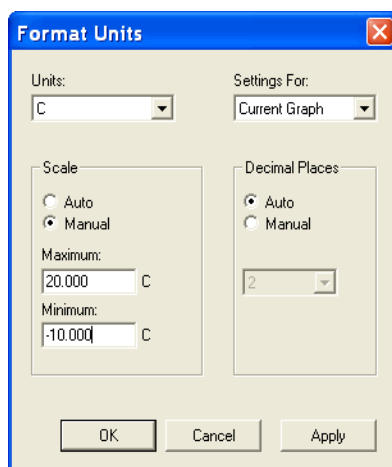 Format Units
Units: Settings For:
C Current Graph
Scale Decimal Places
Auto Auto
Manual Manual
Maximum:
20.000 C 2
Minimum:
-10.000 C
OK Cancel Apply